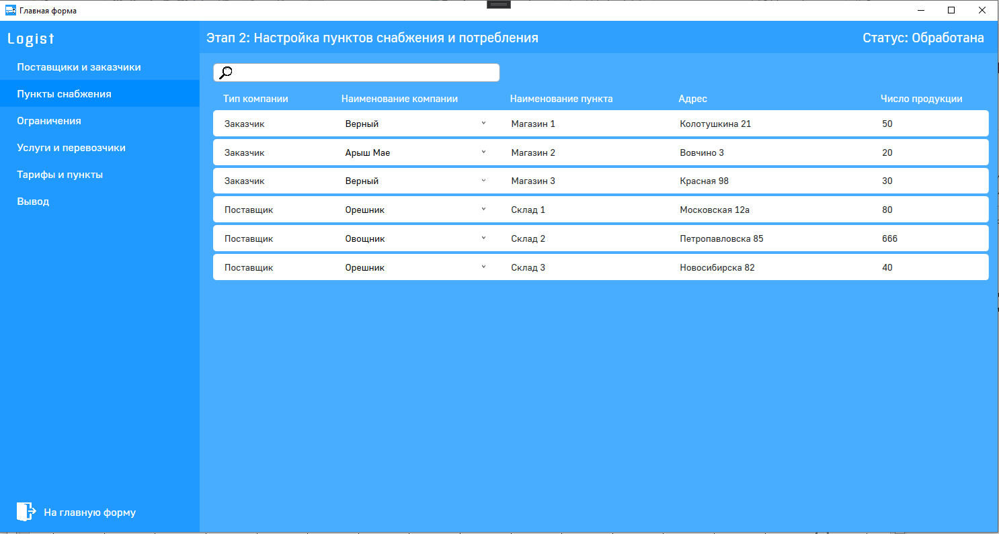 Главная форма
Logist
Этап 2: Настройка пунктов снабжения и потребления
Статус: Обработана
Поставщики и заказчики
Пункты снабжения
Ограничения
Услуги и перевозчики
Тарифы и пункты
Вывод
На главную форму
Тип компании Наименование компании Наименование пункта Адрес Число продукции
Заказчик Верный Магазин 1 Колотушкина 21 50
Заказчик Арыш Мае Магазин 2 Вовчино 3 20
Заказчик Верный Магазин 3 Красная 98 30
Поставщик Орешник Склад 1 Московская 12а 80
Поставщик Овощник Склад 2 Петропавловска 85 666
Поставщик Орешник Склад 3 Новосибирска 82 40